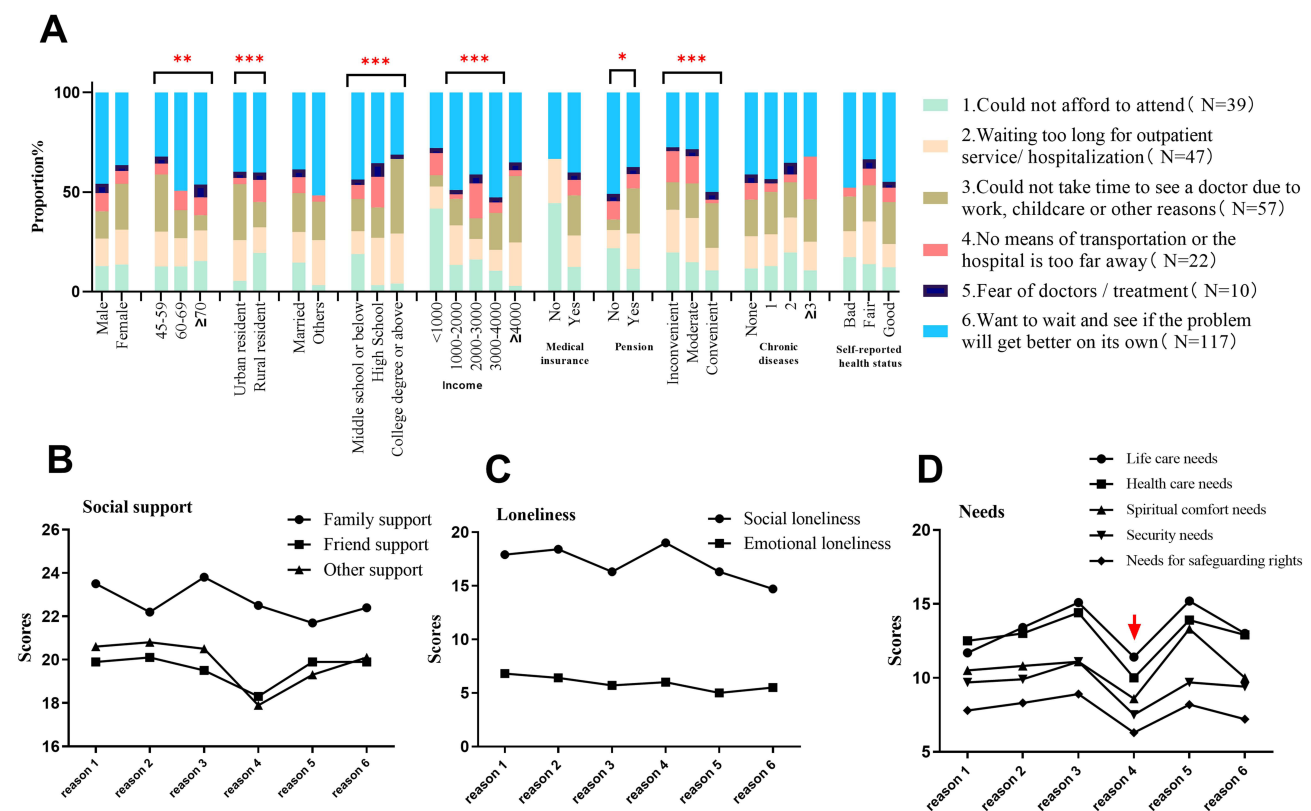 A
** *** *** *** * ***
100
50
0
Proportion%
Male
Female
45-59
60-69
≥70
Urban resident
Rural resident
Married
Others
Middle school or below
High School
College degree or above
<1000
1000-2000
2000-3000
3000-4000
≥4000
Income
No
Yes
Medical
insurance
No
Yes
Pension
Inconvenient
Moderate
Convenient
None
1
2
≥3
Chronic
diseases
Bad
Fair
Good
Self-reported
health status
1.Could not afford to attend( N=39)
2.Waiting too long for outpatient
service/ hospitalization( N=47)
3.Could not take time to see a doctor due to
work, childcare or other reasons( N=57)
4.No means of transportation or the
hospital is too far away( N=22)
5.Fear of doctors / treatment( N=10)
6.Want to wait and see if the problem
will get better on its own( N=117)
B
Social support
Family support
Friend support
Other support
26
24
22
20
18
16
Scores
reason 1
reason 2
reason 3
reason 4
reason 5
reason 6
C
Loneliness
Social loneliness
Emotional loneliness
20
15
10
5
0
Scores
reason 1
reason 2
reason 3
reason 4
reason 5
reason 6
D
Needs
Life care needs
Health care needs
Spiritual comfort needs
Security needs
Needs for safeguarding rights
20
15
10
5
Scores
reason 1
reason 2
reason 3
reason 4
reason 5
reason 6